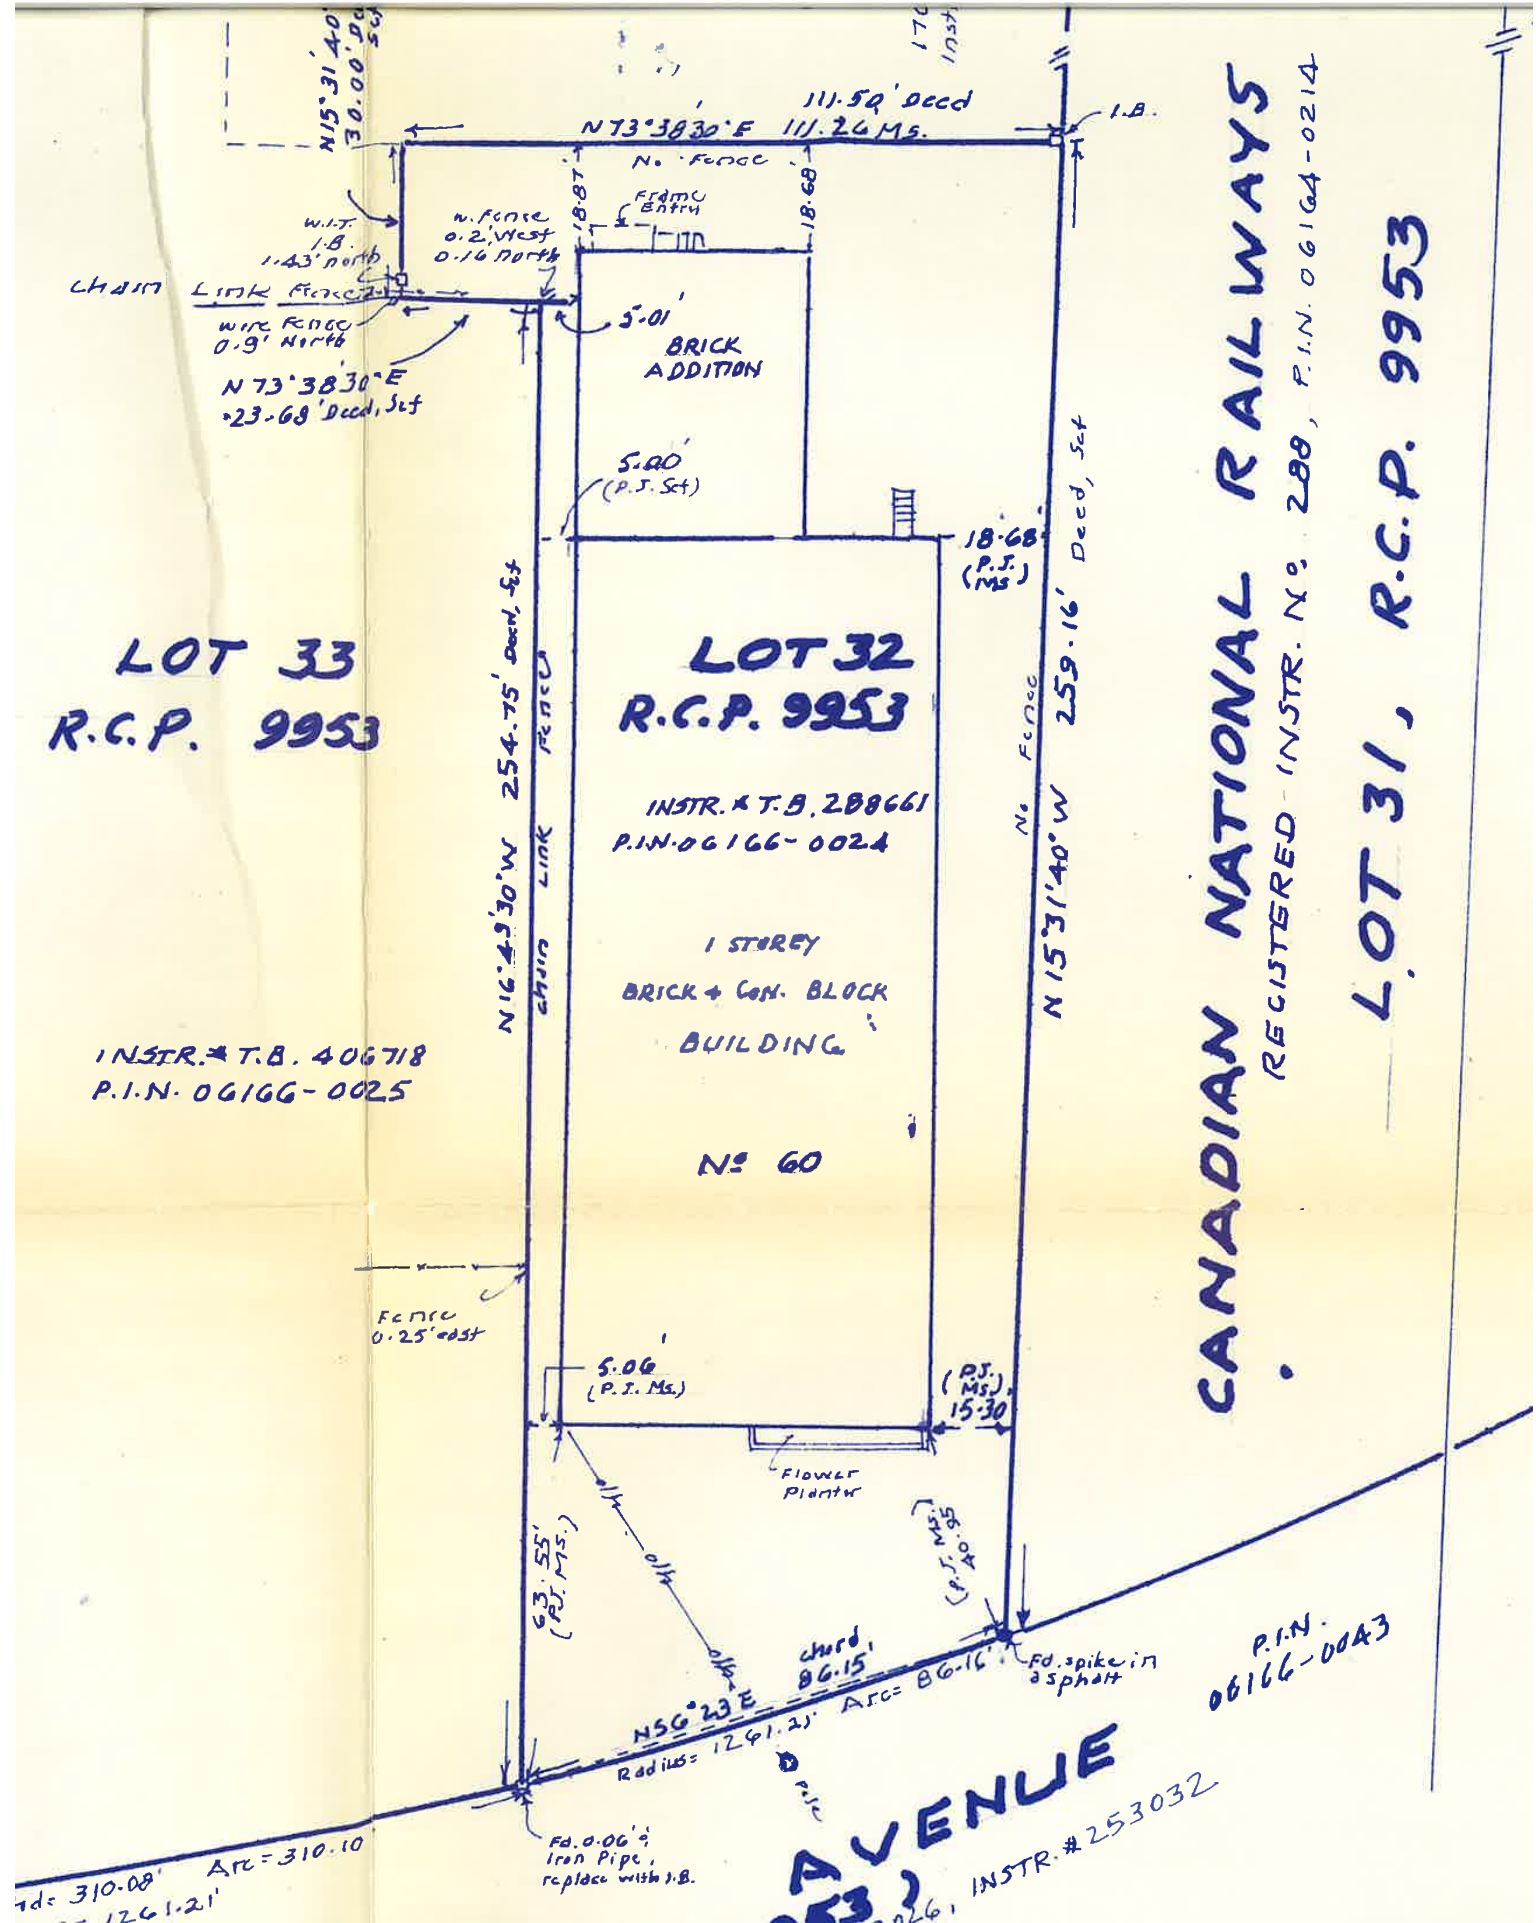 N15°31'40"
30.00' Deed
Set
176
Inst.
111.50' Deed
N73°38'30"E 111.26 Ms.
I.B.
No Fence
18.87
18.68
Frame
Entry
W.I.T.
I.B.
1.43' north
W. Fence
0.2' West
0.16 North
Chain Link Fence
Wire Fence
0.9' North
5.01'
BRICK
ADDITION
N 73°38'30"E
23.68' Deed, Set
5.00'
(P.J. Set)
18.68
(P.J.
Ms)
N16°43'30"W 254.75' Deed, Set
Chain Link Fence
N15°31'40"W 259.16' Deed, Set
No Fence
LOT 33
R.C.P. 9953
LOT 32
R.C.P. 9953
INSTR. # T.B. 288661
P.I.N. 06166-0024
1 STOREY
BRICK + CON. BLOCK
BUILDING
No 60
INSTR. # T.B. 406718
P.I.N. 06166-0025
CANADIAN NATIONAL RAILWAYS
REGISTERED INSTR. No. 288, P.I.N. 06164-0214
LOT 31, R.C.P. 9953
Fence
0.25' east
5.06'
(P.J. Ms.)
(P.J.
Ms.)
15.30
Flower
Planter
63.55'
(P.J. Ms.)
(P.J. Ms.)
40.95
o/h
o/h
o/h
chord
86.15'
N56°23'E
Radius= 1261.21' Arc= 86.16'
Fd. spike in
asphalt
P.I.N.
06166-0043
Pole
Fd. 0.06' ø
Iron Pipe,
replace with I.B.
Arc= 310.10
310.08'
1261.21'
AVENUE
INSTR. # 253032